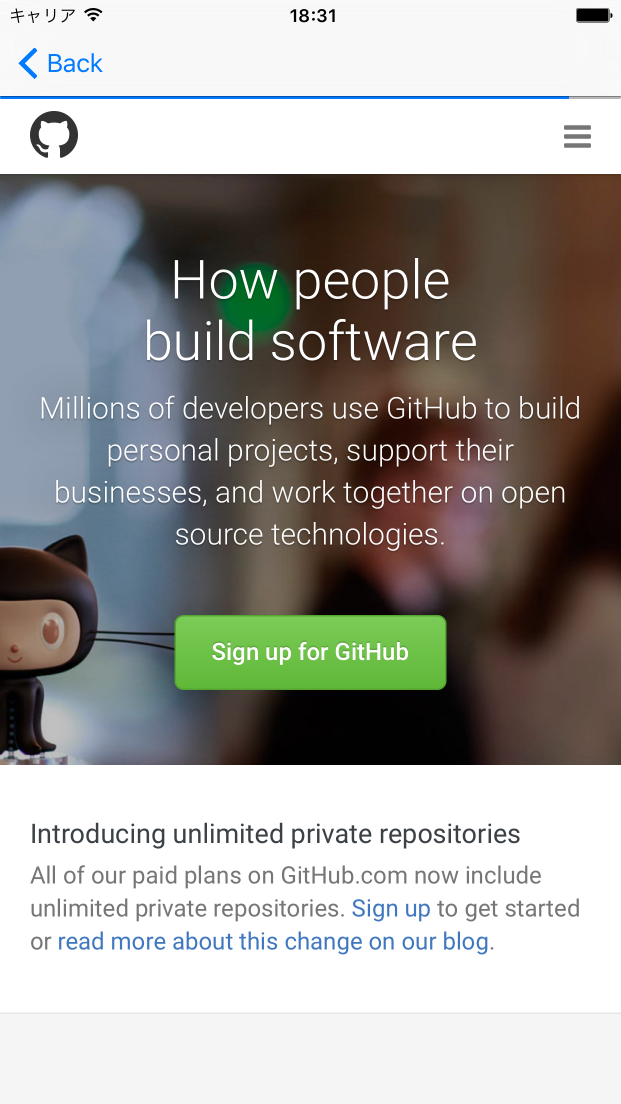 キャリア 18:31
Back
How people
build software
Millions of developers use GitHub to build
personal projects, support their
businesses, and work together on open
source technologies.
Sign up for GitHub
Introducing unlimited private repositories
All of our paid plans on GitHub.com now include
unlimited private repositories. Sign up to get started
or read more about this change on our blog.